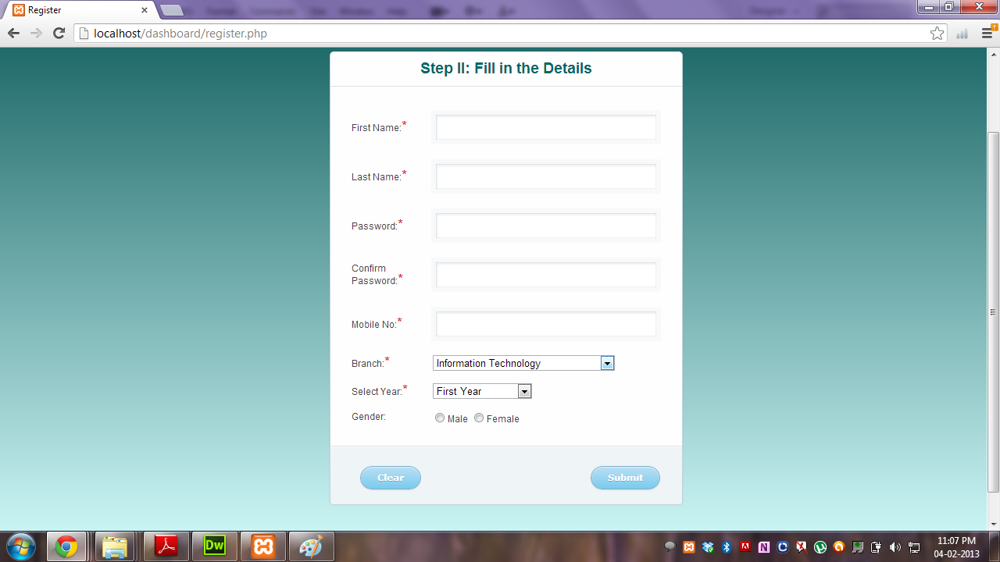 Register
localhost/dashboard/register.php
Step II: Fill in the Details
First Name:*
Last Name:*
Password:*
Confirm
Password:*
Mobile No:*
Branch:* Information Technology
Select Year:* First Year
Gender: Male Female
Clear Submit
Dw
11:07 PM
04-02-2013